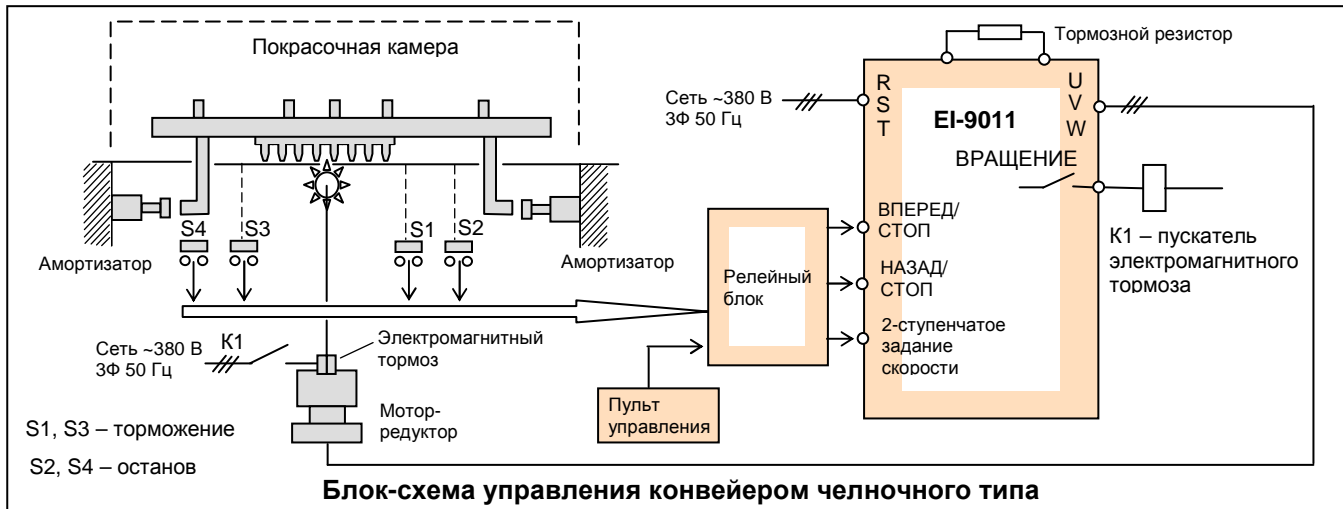 Покрасочная камера
Тормозной резистор
Сеть ~380 В
3Ф 50 Гц
R
S
T
U
V
W
EI-9011
ВРАЩЕНИЕ
S4
S3
S1
S2
Амортизатор
Амортизатор
Релейный
блок
ВПЕРЕД/
СТОП
НАЗАД/
СТОП
2-ступенчатое
задание
скорости
К1 – пускатель
электромагнитного
тормоза
Сеть ~380 В
3Ф 50 Гц
К1
Электромагнитный
тормоз
Мотор-
редуктор
Пульт
управления
S1, S3 – торможение
S2, S4 – останов
Блок-схема управления конвейером челночного типа